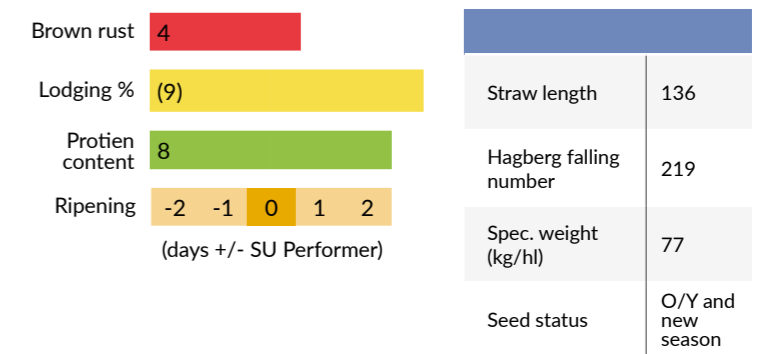 Brown rust 4
Lodging % (9)
Protien
content 8
Ripening -2 -1 0 1 2
(days +/- SU Performer)
Straw length 136
Hagberg falling
number 219
Spec. weight
(kg/hl) 77
Seed status O/Y and
new
season